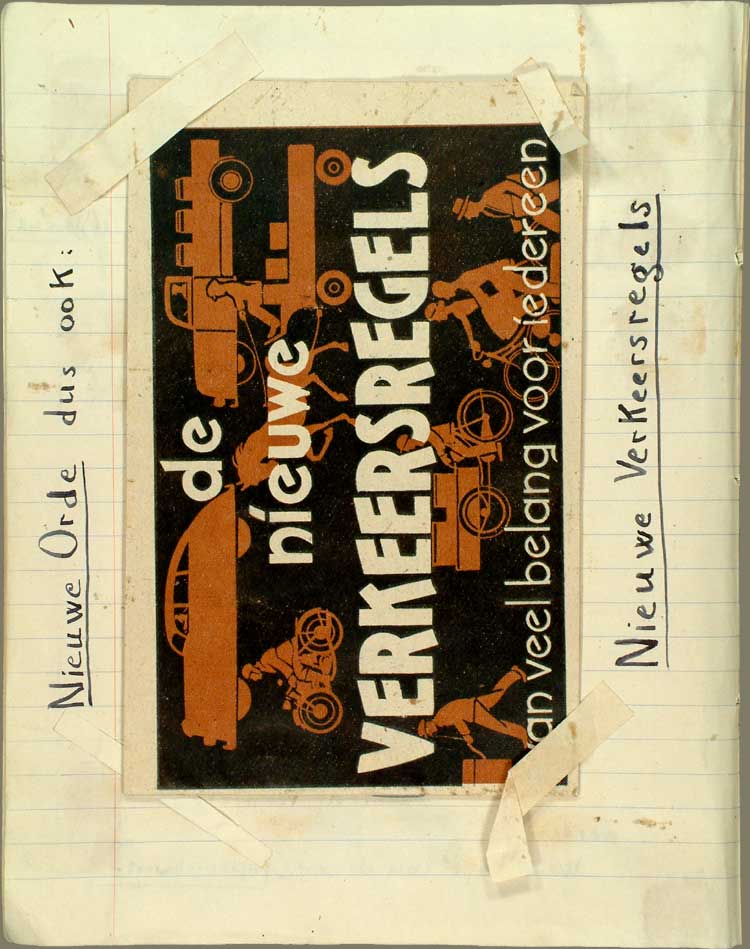 Nieuwe Orde dus ook:
de
nieuwe
VERKEERSREGELS
van veel belang voor iedereen
Nieuwe Verkeersregels